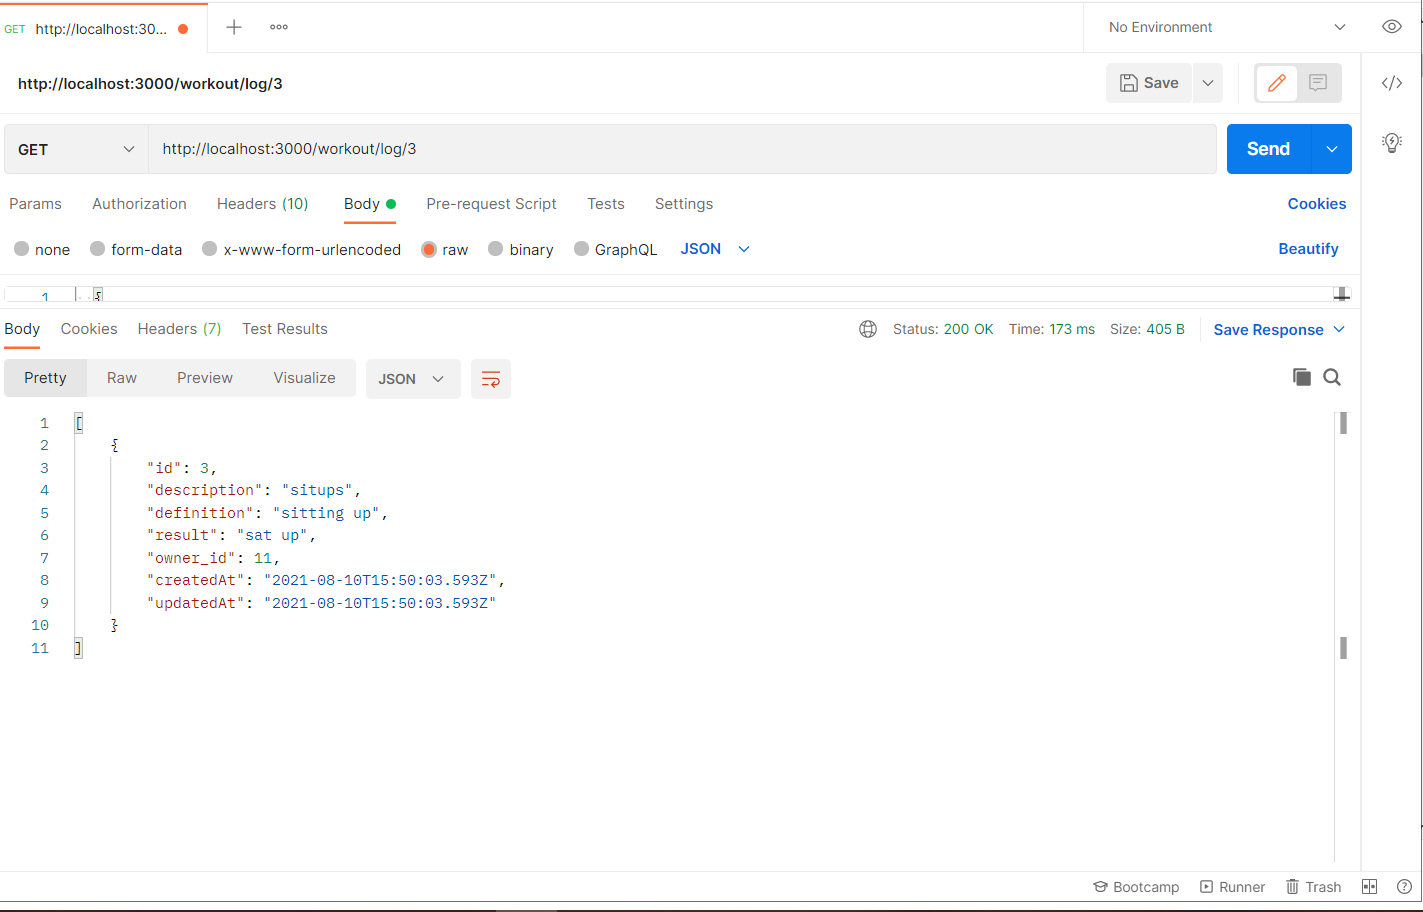 GET http://localhost:30... No Environment
http://localhost:3000/workout/log/3 Save
GET http://localhost:3000/workout/log/3 Send
Params Authorization Headers (10) Body Pre-request Script Tests Settings Cookies
none form-data x-www-form-urlencoded raw binary GraphQL JSON Beautify
1 {
Body Cookies Headers (7) Test Results Status: 200 OK Time: 173 ms Size: 405 B Save Response
Pretty Raw Preview Visualize JSON
1 [
2 {
3 "id": 3,
4 "description": "situps",
5 "definition": "sitting up",
6 "result": "sat up",
7 "owner_id": 11,
8 "createdAt": "2021-08-10T15:50:03.593Z",
9 "updatedAt": "2021-08-10T15:50:03.593Z"
10 }
11 ]
Bootcamp Runner Trash